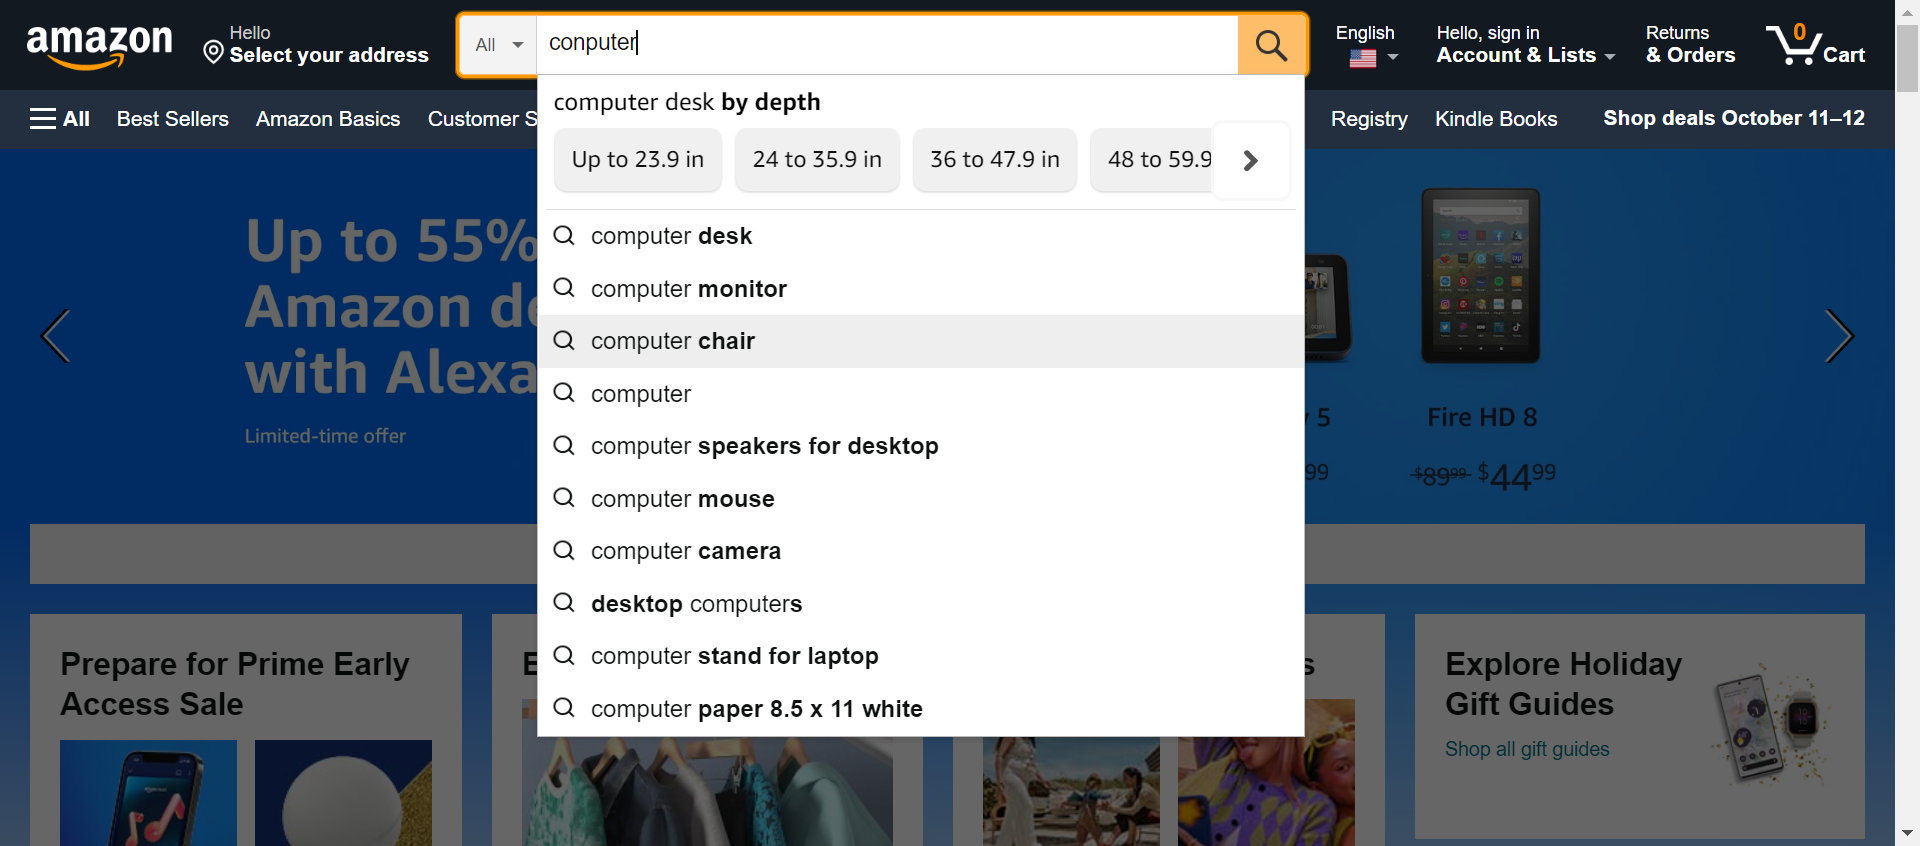 amazon
Hello
Select your address
All
conputer
English
Hello, sign in
Account & Lists
Returns
& Orders
0
Cart
All
Best Sellers
Amazon Basics
Customer S
Registry
Kindle Books
Shop deals October 11–12
computer desk by depth
Up to 23.9 in
24 to 35.9 in
36 to 47.9 in
48 to 59.9
computer desk
computer monitor
computer chair
computer
computer speakers for desktop
computer mouse
computer camera
desktop computers
computer stand for laptop
computer paper 8.5 x 11 white
Up to 55%
Amazon de
with Alexa
Limited-time offer
5
99
Fire HD 8
$8999 $4499
Prepare for Prime Early
Access Sale
E
s
Explore Holiday
Gift Guides
Shop all gift guides